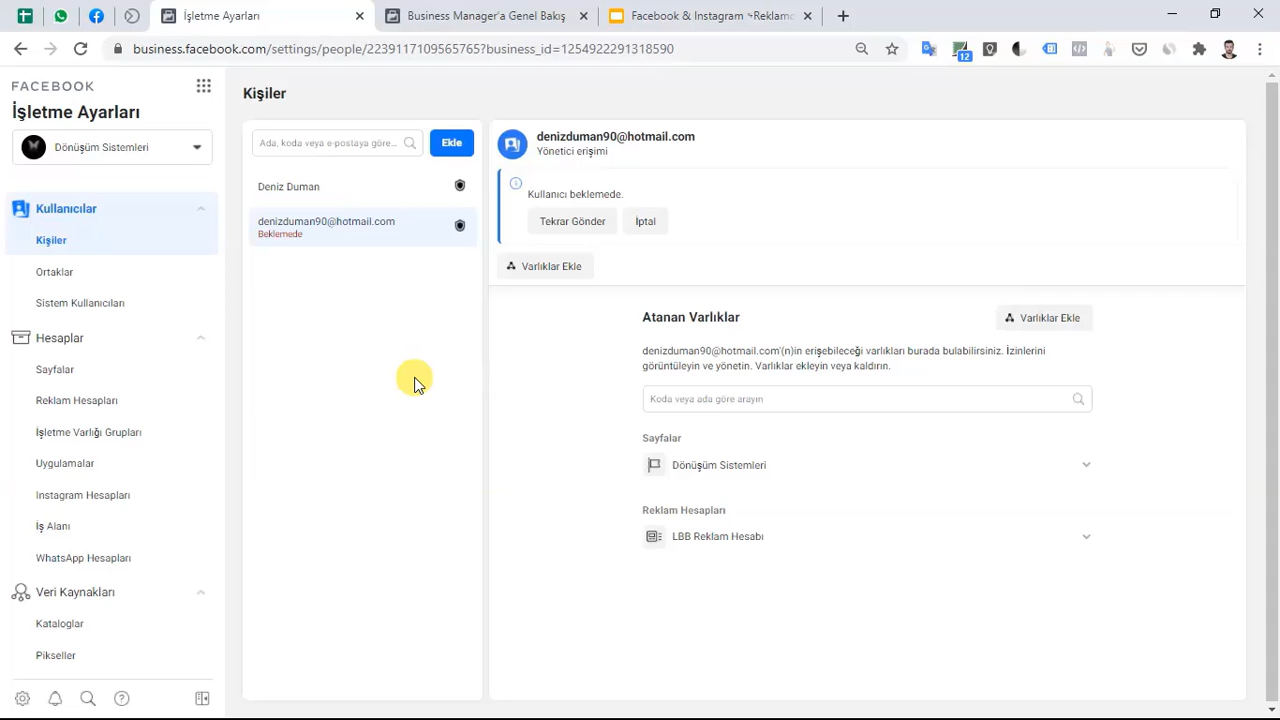 İşletme Ayarları
Business Manager'a Genel Bakış
Facebook & Instagram
business.facebook.com/settings/people/22391171095657​65?business_id=1254922291318590
12
FACEBOOK
İşletme Ayarları
Dönüşüm Sistemleri
Kullanıcılar
Kişiler
Ortaklar
Sistem Kullanıcıları
Hesaplar
Sayfalar
Reklam Hesapları
İşletme Varlığı Grupları
Uygulamalar
Instagram Hesapları
İş Alanı
WhatsApp Hesapları
Veri Kaynakları
Kataloglar
Pikseller
Kişiler
Ada, koda veya e-postaya göre...
Ekle
Deniz Duman
denizduman90@hotmail.com
Beklemede
denizduman90@hotmail.com
Yönetici erişimi
Kullanıcı beklemede.
Tekrar Gönder
İptal
Varlıklar Ekle
Atanan Varlıklar
Varlıklar Ekle
denizduman90@hotmail.com'(n)in erişebileceği varlıkları burada bulabilirsiniz. İzinlerini
görüntüleyin ve yönetin. Varlıklar ekleyin veya kaldırın.
Koda veya ada göre arayın
Sayfalar
Dönüşüm Sistemleri
Reklam Hesapları
LBB Reklam Hesabı